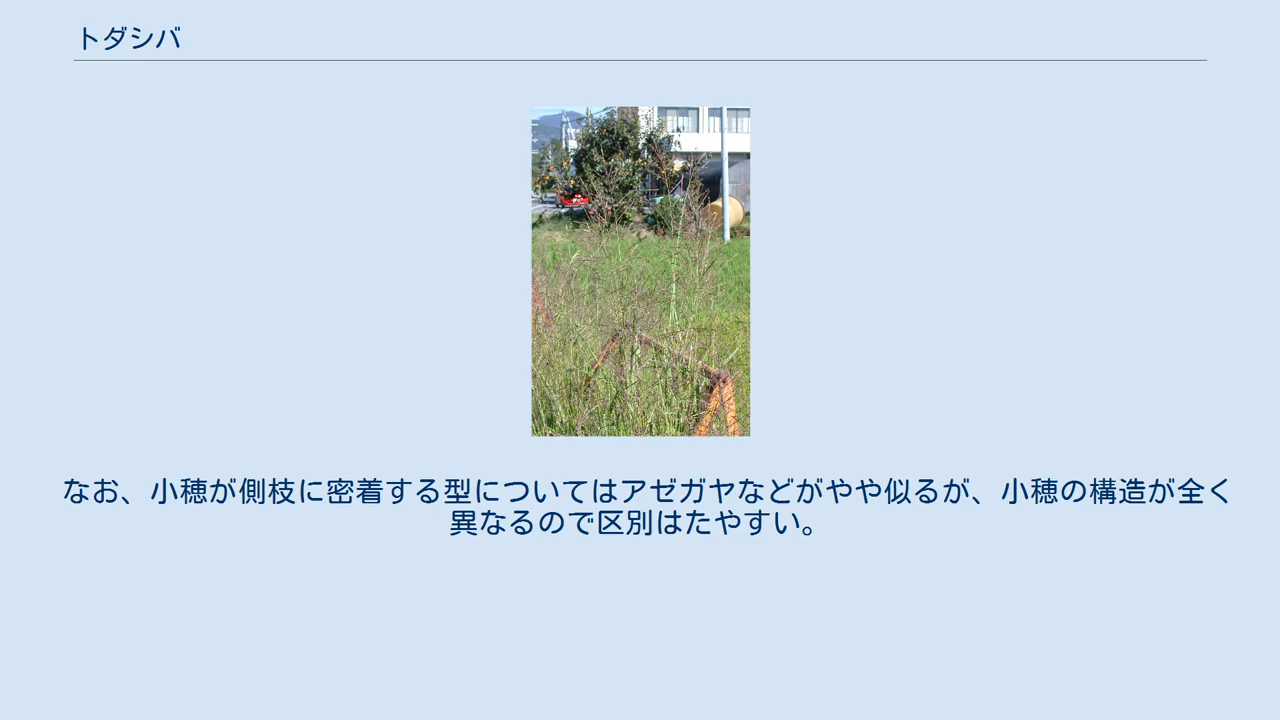 トダシバ
なお、小穂が側枝に密着する型についてはアゼガヤなどがやや似るが、小穂の構造が全く
異なるので区別はたやすい。